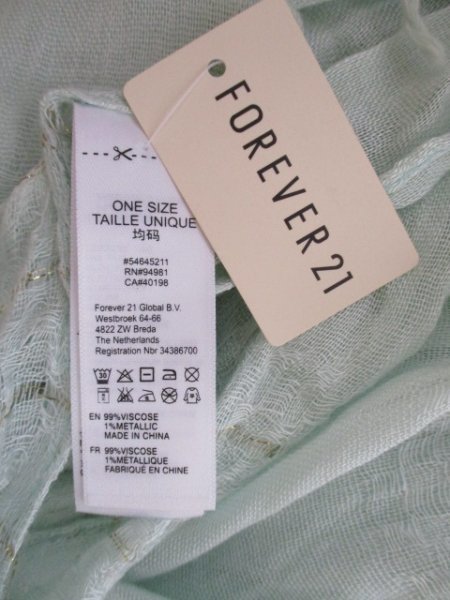 FOREVER 21
ONE SIZE
TAILLE UNIQUE
均码
#54645211
RN#94981
CA#40198
Forever 21 Global B.V.
Westbroek 64-66
4822 ZW Breda
The Netherlands
Registration Nbr 34386700
30
EN 99%VISCOSE
1%METALLIC
MADE IN CHINA
FR 99%VISCOSE
1%METALLIQUE
FABRIQUÉ EN CHINE